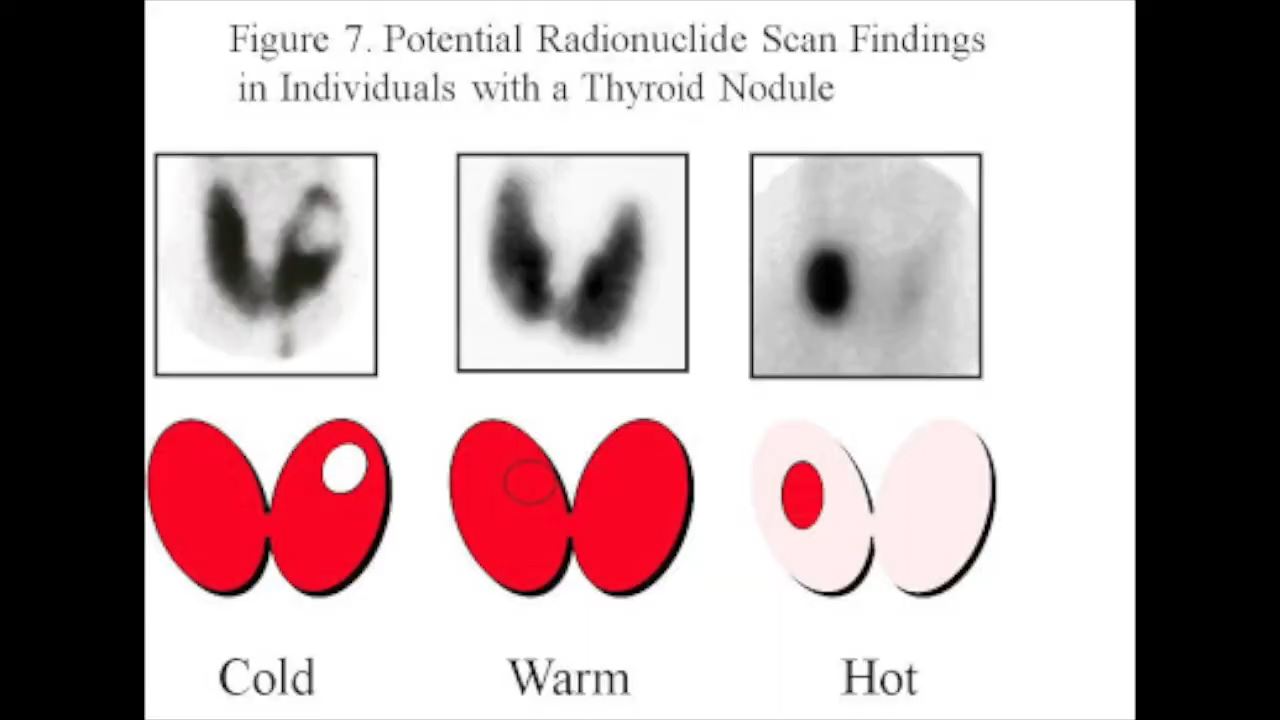 Figure 7. Potential Radionuclide Scan Findings
in Individuals with a Thyroid Nodule
Cold Warm Hot